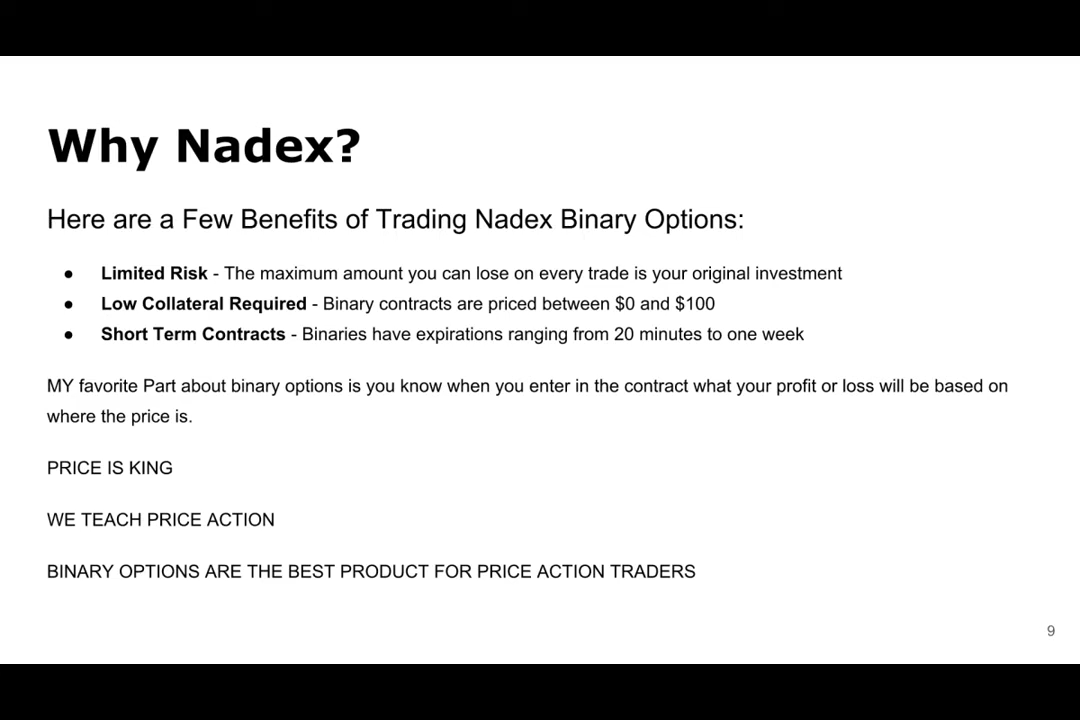 Why Nadex?
Here are a Few Benefits of Trading Nadex Binary Options:
● Limited Risk - The maximum amount you can lose on every trade is your original investment
● Low Collateral Required - Binary contracts are priced between $0 and $100
● Short Term Contracts - Binaries have expirations ranging from 20 minutes to one week
MY favorite Part about binary options is you know when you enter in the contract what your profit or loss will be based on
where the price is.
PRICE IS KING
WE TEACH PRICE ACTION
BINARY OPTIONS ARE THE BEST PRODUCT FOR PRICE ACTION TRADERS
9